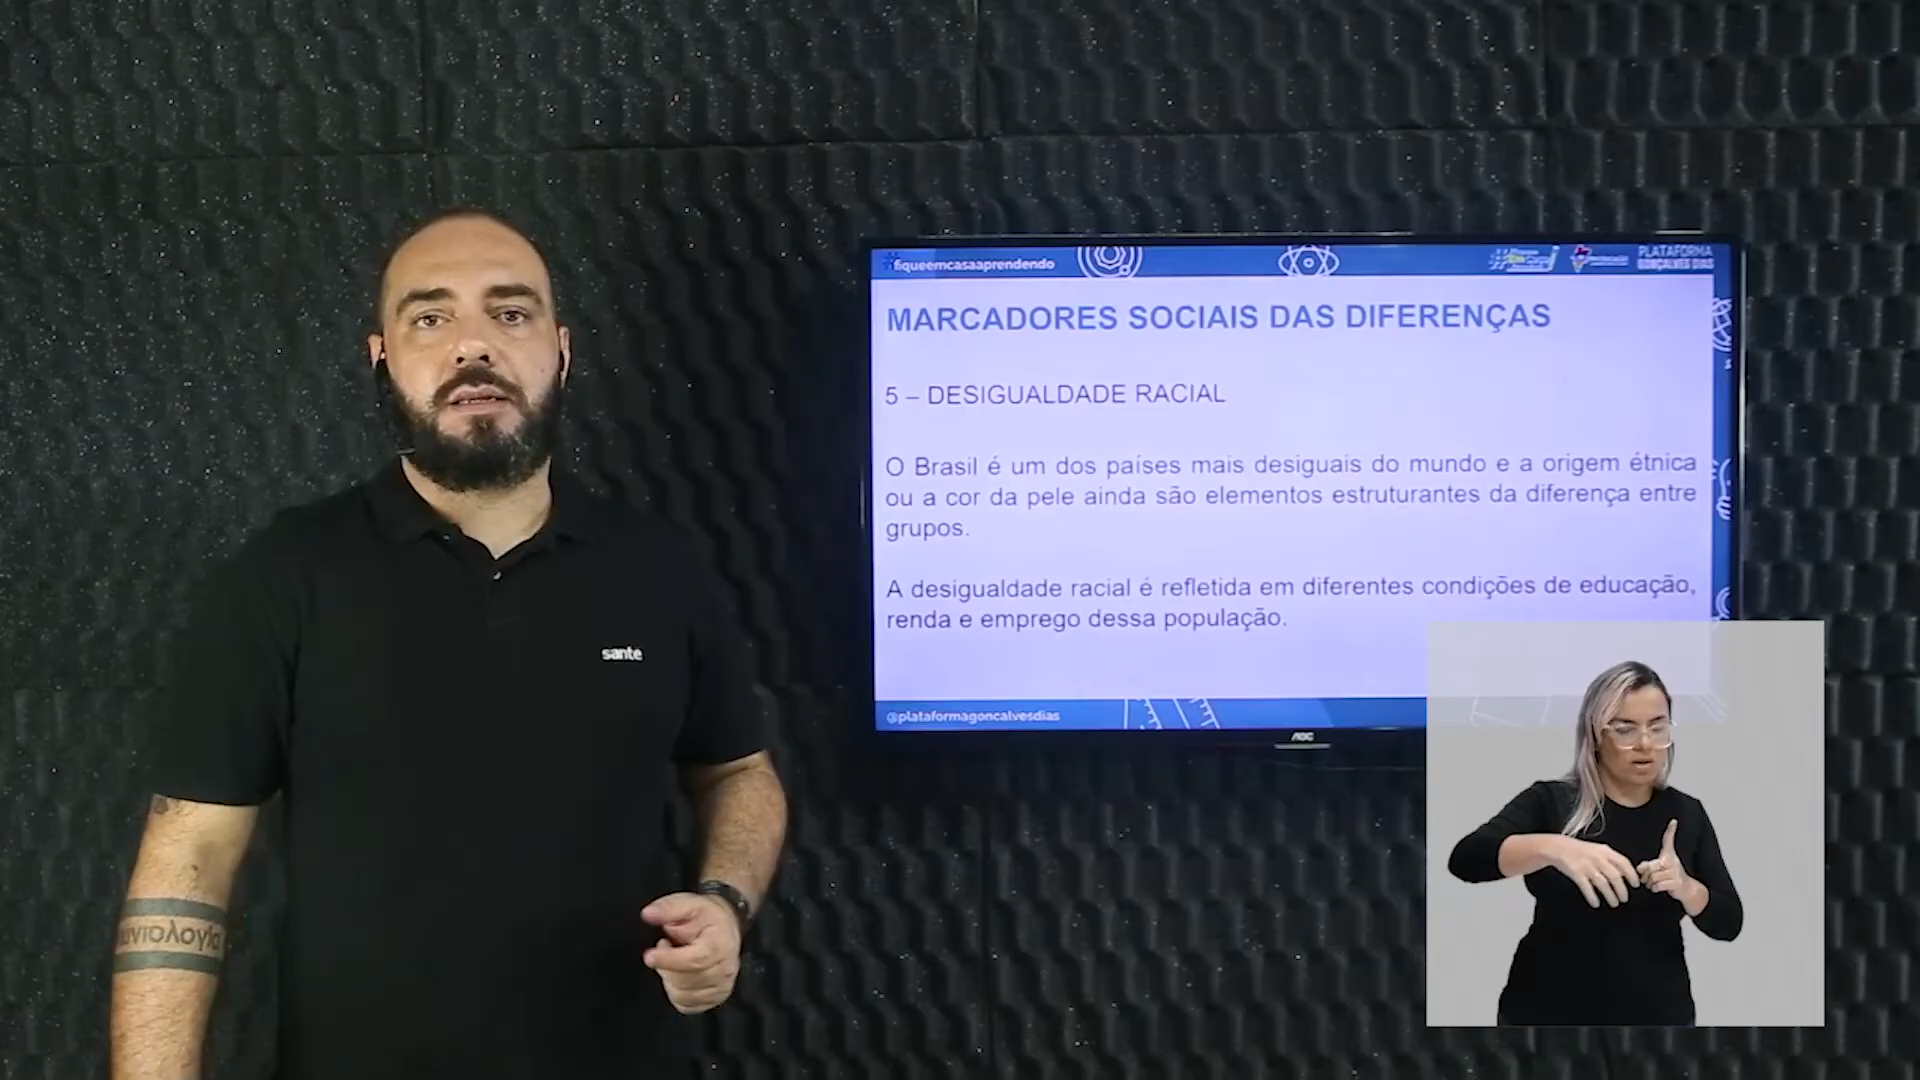 #fiqueemcasaaprendendo
PLATAFORMA
GONÇALVES DIAS
MARCADORES SOCIAIS DAS DIFERENÇAS
5 – DESIGUALDADE RACIAL
O Brasil é um dos países mais desiguais do mundo e a origem étnica
ou a cor da pele ainda são elementos estruturantes da diferença entre
grupos.
A desigualdade racial é refletida em diferentes condições de educação,
renda e emprego dessa população.
@plataformagoncalvesdias
AOC
sante